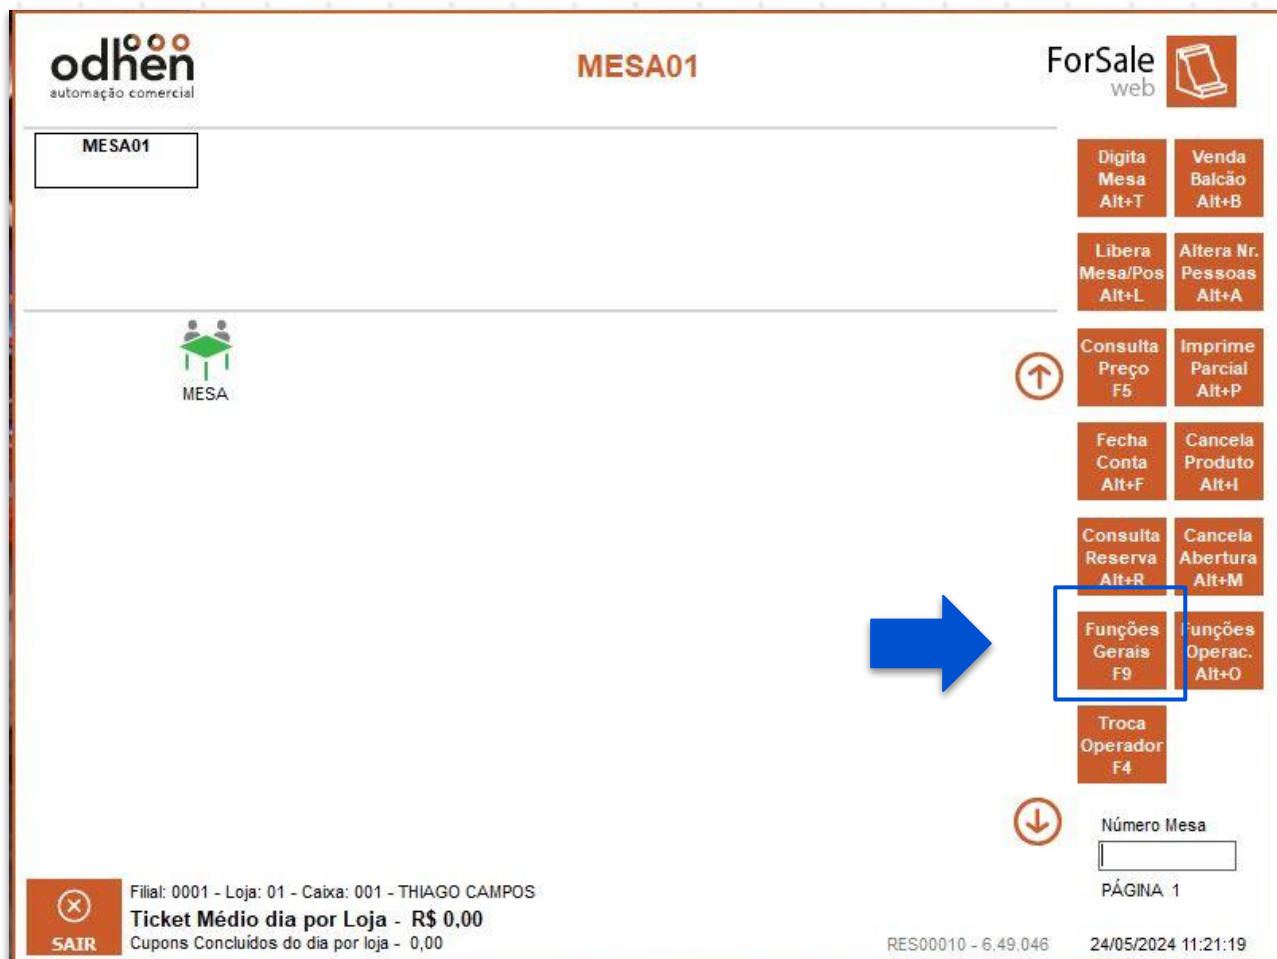 odhen
automação comercial
MESA01
ForSale
web
MESA01
Digita
Mesa
Alt+T
Venda
Balcão
Alt+B
Libera
Mesa/Pos
Alt+L
Altera Nr.
Pessoas
Alt+A
MESA
Consulta
Preço
F5
Imprime
Parcial
Alt+P
Fecha
Conta
Alt+F
Cancela
Produto
Alt+I
Consulta
Reserva
Alt+R
Cancela
Abertura
Alt+M
Funções
Gerais
F9
Funções
Operac.
Alt+O
Troca
Operador
F4
Número Mesa
PÁGINA 1
SAIR
Filial: 0001 - Loja: 01 - Caixa: 001 - THIAGO CAMPOS
Ticket Médio dia por Loja - R$ 0,00
Cupons Concluídos do dia por loja - 0,00
RES00010 - 6.49.046
24/05/2024 11:21:19